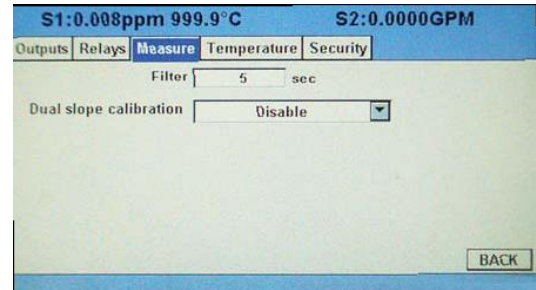 S1:0.008ppm 999.9°C S2:0.0000GPM
Outputs Relays Measure Temperature Security
Filter 5 sec
Dual slope calibration Disable
BACK